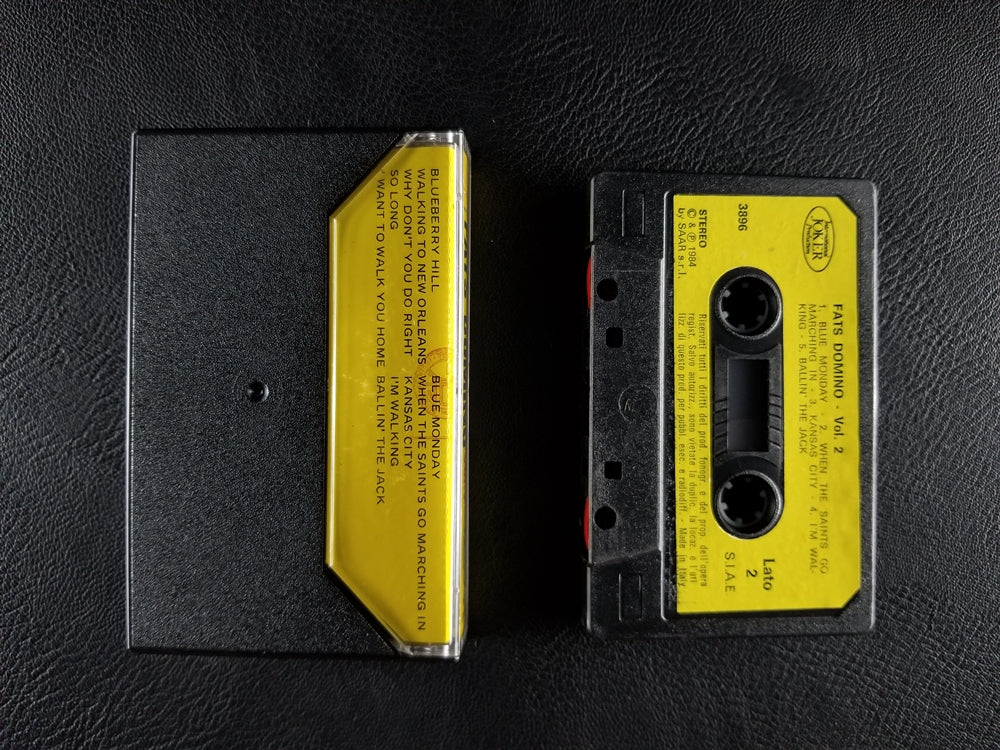 BLUEBERRY HILL
WALKING TO NEW ORLEANS
WHY DON'T YOU DO RIGHT
SO LONG
I WANT TO WALK YOU HOME
BLUE MONDAY
WHEN THE SAINTS GO MARCHING IN
KANSAS CITY
I'M WALKING
BALLIN' THE JACK
International
JOKER
Production
FATS DOMINO - Vol. 2
1. BLUE MONDAY - 2. WHEN THE SAINTS GO
MARCHING IN - 3. KANSAS CITY - 4. I'M WAL
KING - 5. BALLIN' THE JACK
Lato
2
S.I.A.E.
3896
STEREO
© & ℗ 1984
by SAAR s.r.l.
Riservati tutti i diritti del prod. fonogr. e del prop. dell'opera
regist. Salvo autorizz., sono vietate la duplic. la locaz. e l'uti
lizz. di questo prod. per pubbl. esec. e radiodiff. - Made in Italy